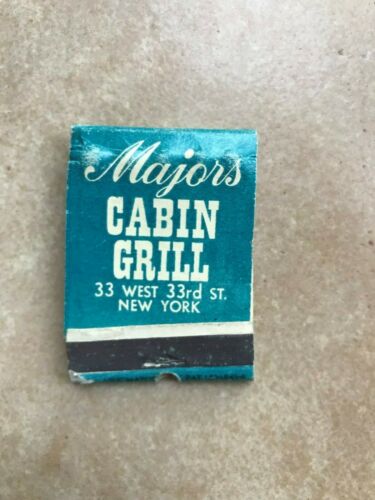 Majors
CABIN
GRILL
33 WEST 33rd ST.
NEW YORK